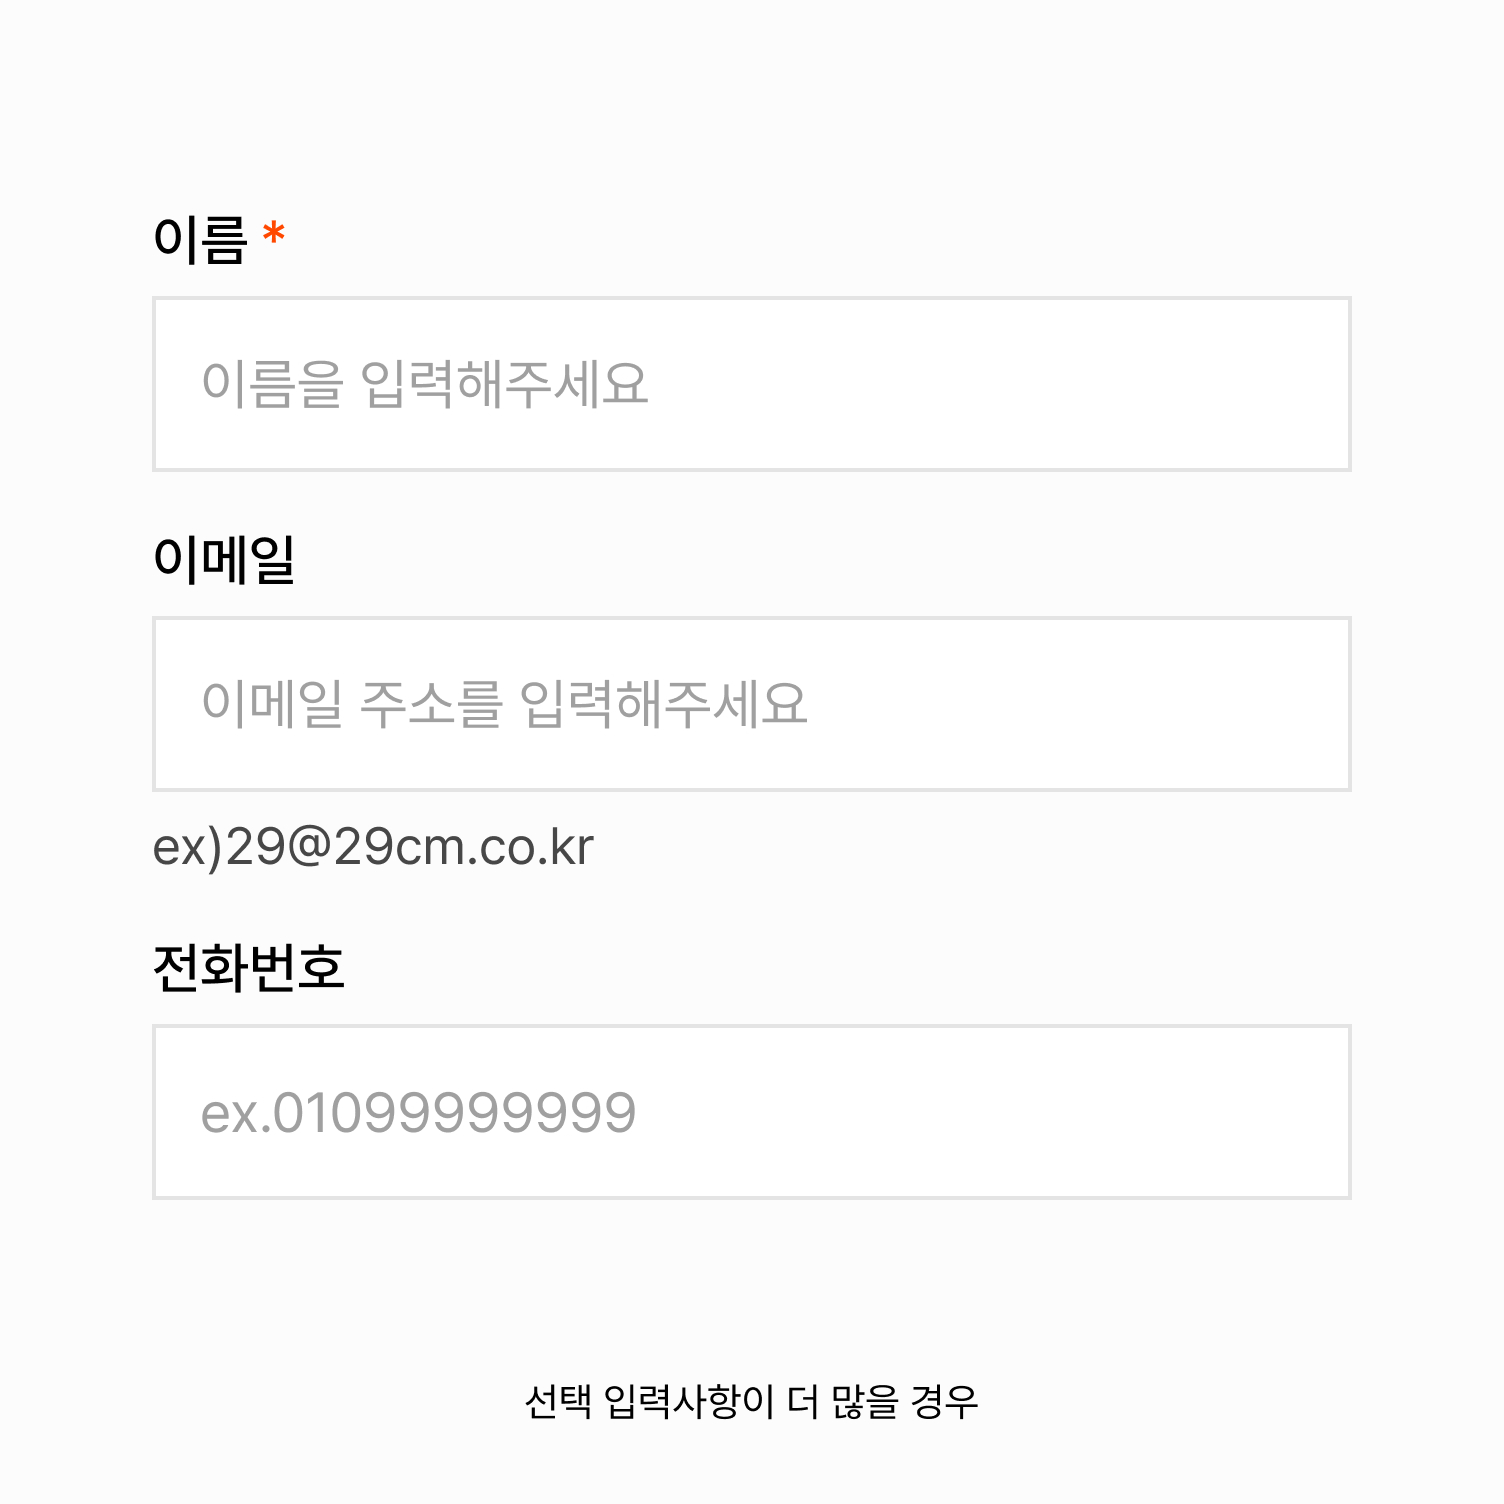 이름 *
이름을 입력해주세요
이메일
이메일 주소를 입력해주세요
ex)29@29cm.co.kr
전화번호
ex.01099999999
선택 입력사항이 더 많을 경우